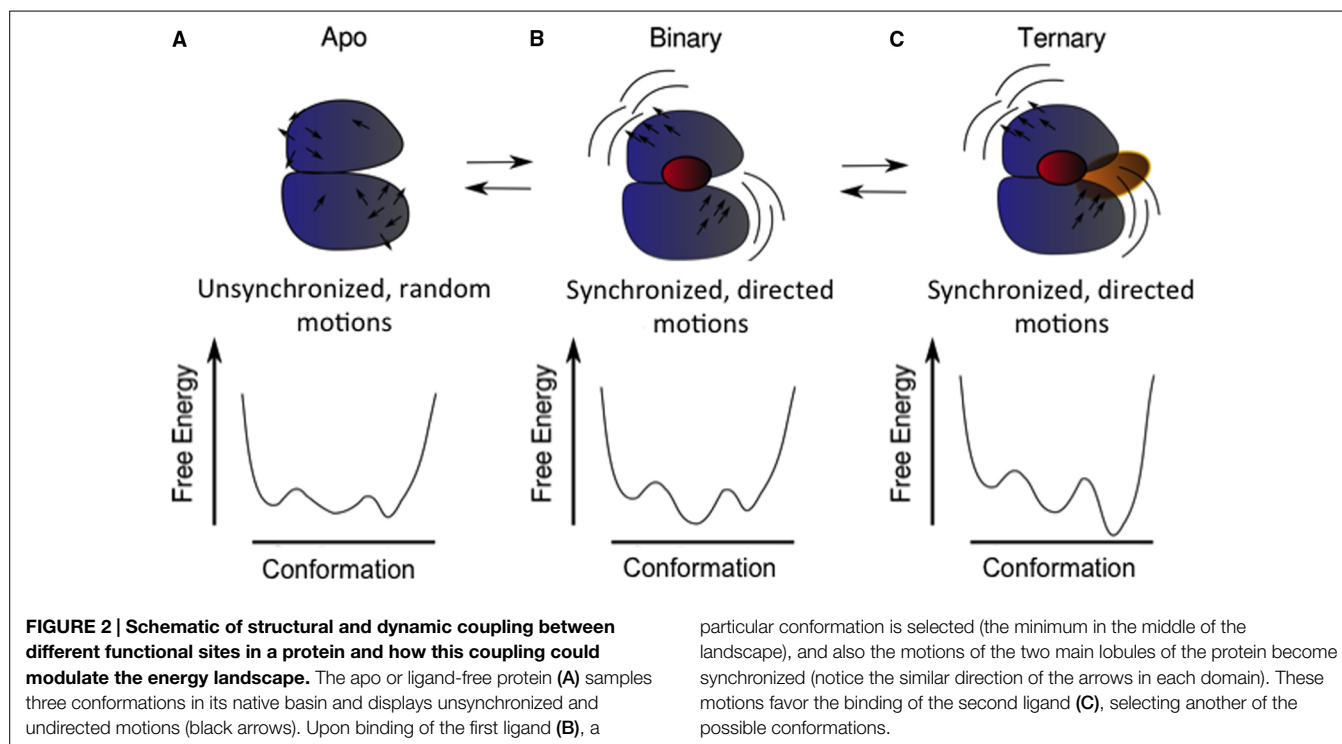 A
Apo
B
Binary
C
Ternary
Unsynchronized, random
motions
Synchronized, directed
motions
Synchronized, directed
motions
Free Energy
Conformation
Free Energy
Conformation
Free Energy
Conformation
FIGURE 2 | Schematic of structural and dynamic coupling between
different functional sites in a protein and how this coupling could
modulate the energy landscape. The apo or ligand-free protein (A) samples
three conformations in its native basin and displays unsynchronized and
undirected motions (black arrows). Upon binding of the first ligand (B), a
particular conformation is selected (the minimum in the middle of the
landscape), and also the motions of the two main lobules of the protein become
synchronized (notice the similar direction of the arrows in each domain). These
motions favor the binding of the second ligand (C), selecting another of the
possible conformations.